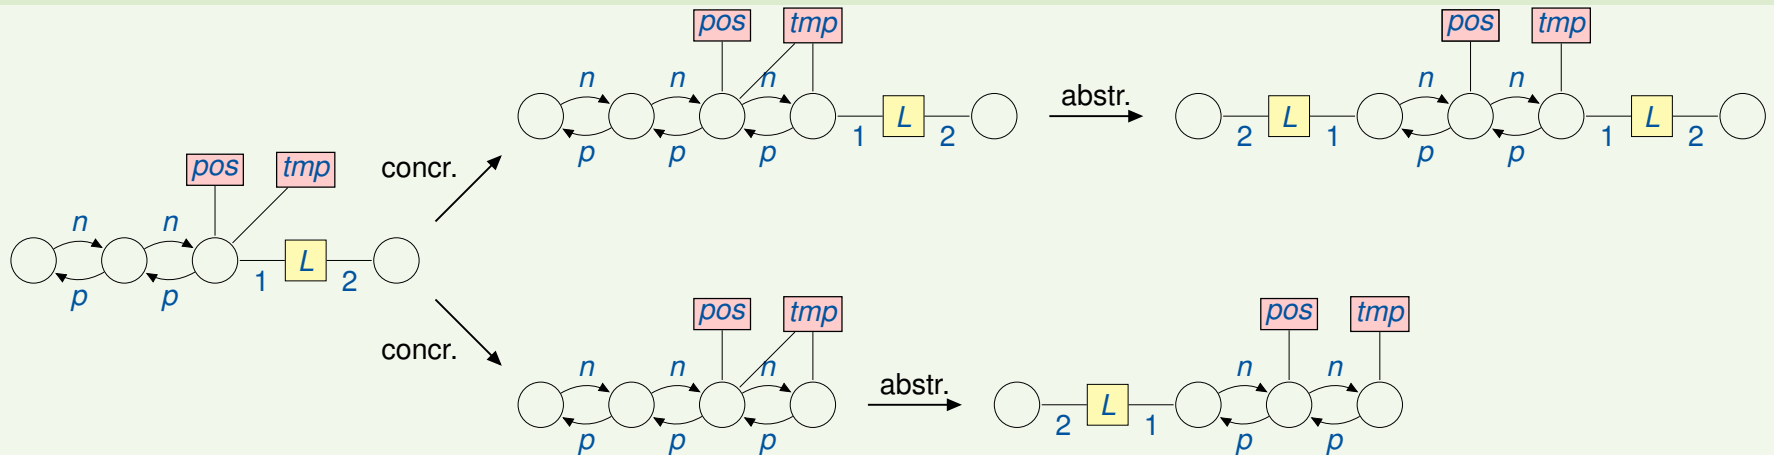 pos tmp
n n n
L
1 2
p p p
abstr.
pos tmp
n n
L L
2 1 1 2
p p
concr.
pos tmp
n n
L
1 2
p p
concr.
pos tmp
n n n
p p p
abstr.
pos tmp
n n
L
2 1
p p